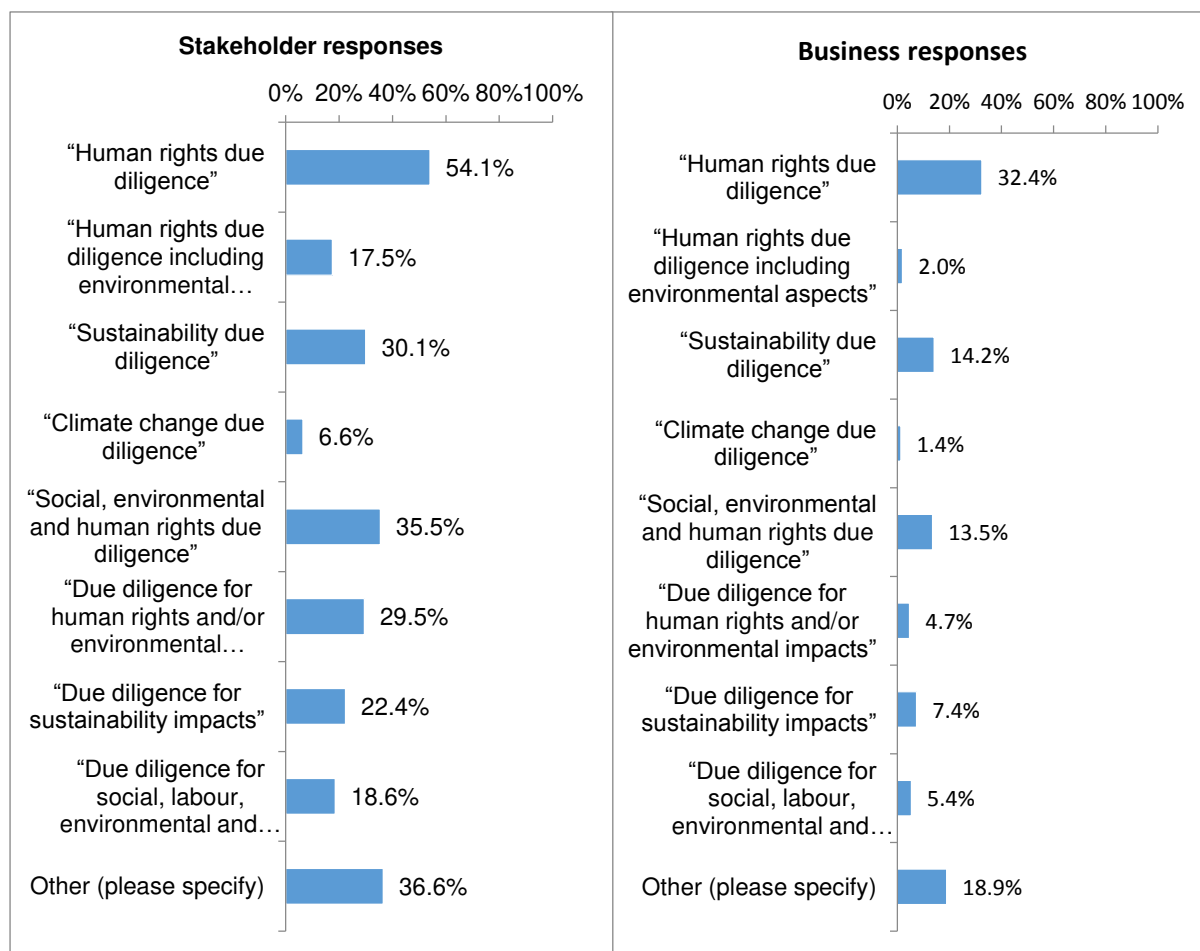 Stakeholder responses
0% 20% 40% 60% 80% 100%
“Human rights due
diligence”
54.1%
“Human rights due
diligence including
environmental…
17.5%
“Sustainability due
diligence”
30.1%
“Climate change due
diligence”
6.6%
“Social, environmental
and human rights due
diligence”
35.5%
“Due diligence for
human rights and/or
environmental…
29.5%
“Due diligence for
sustainability impacts”
22.4%
“Due diligence for
social, labour,
environmental and…
18.6%
Other (please specify)
36.6%
Business responses
0% 20% 40% 60% 80% 100%
“Human rights due
diligence”
32.4%
“Human rights due
diligence including
environmental aspects”
2.0%
“Sustainability due
diligence”
14.2%
“Climate change due
diligence”
1.4%
“Social, environmental
and human rights due
diligence”
13.5%
“Due diligence for
human rights and/or
environmental impacts”
4.7%
“Due diligence for
sustainability impacts”
7.4%
“Due diligence for
social, labour,
environmental and…
5.4%
Other (please specify)
18.9%